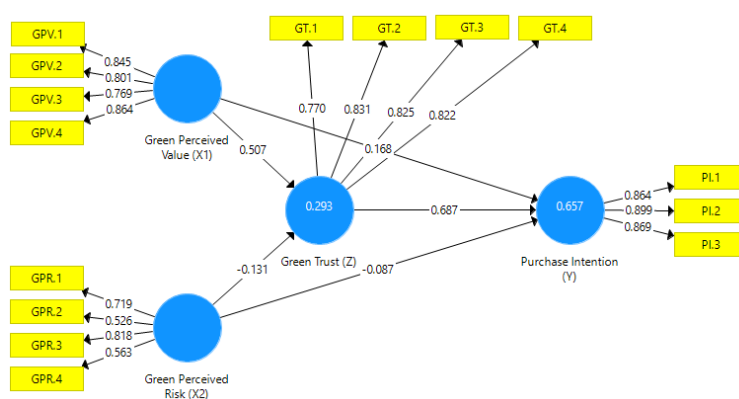 GPV.1
GPV.2
GPV.3
GPV.4
0.845
0.801
0.769
0.864
Green Perceived
Value (X1)
GT.1
GT.2
GT.3
GT.4
0.770
0.831
0.825
0.822
0.507
0.168
0.293
Green Trust (Z)
0.687
-0.131
-0.087
0.657
Purchase Intention
(Y)
0.864
0.899
0.869
PI.1
PI.2
PI.3
GPR.1
GPR.2
GPR.3
GPR.4
0.719
0.526
0.818
0.563
Green Perceived
Risk (X2)